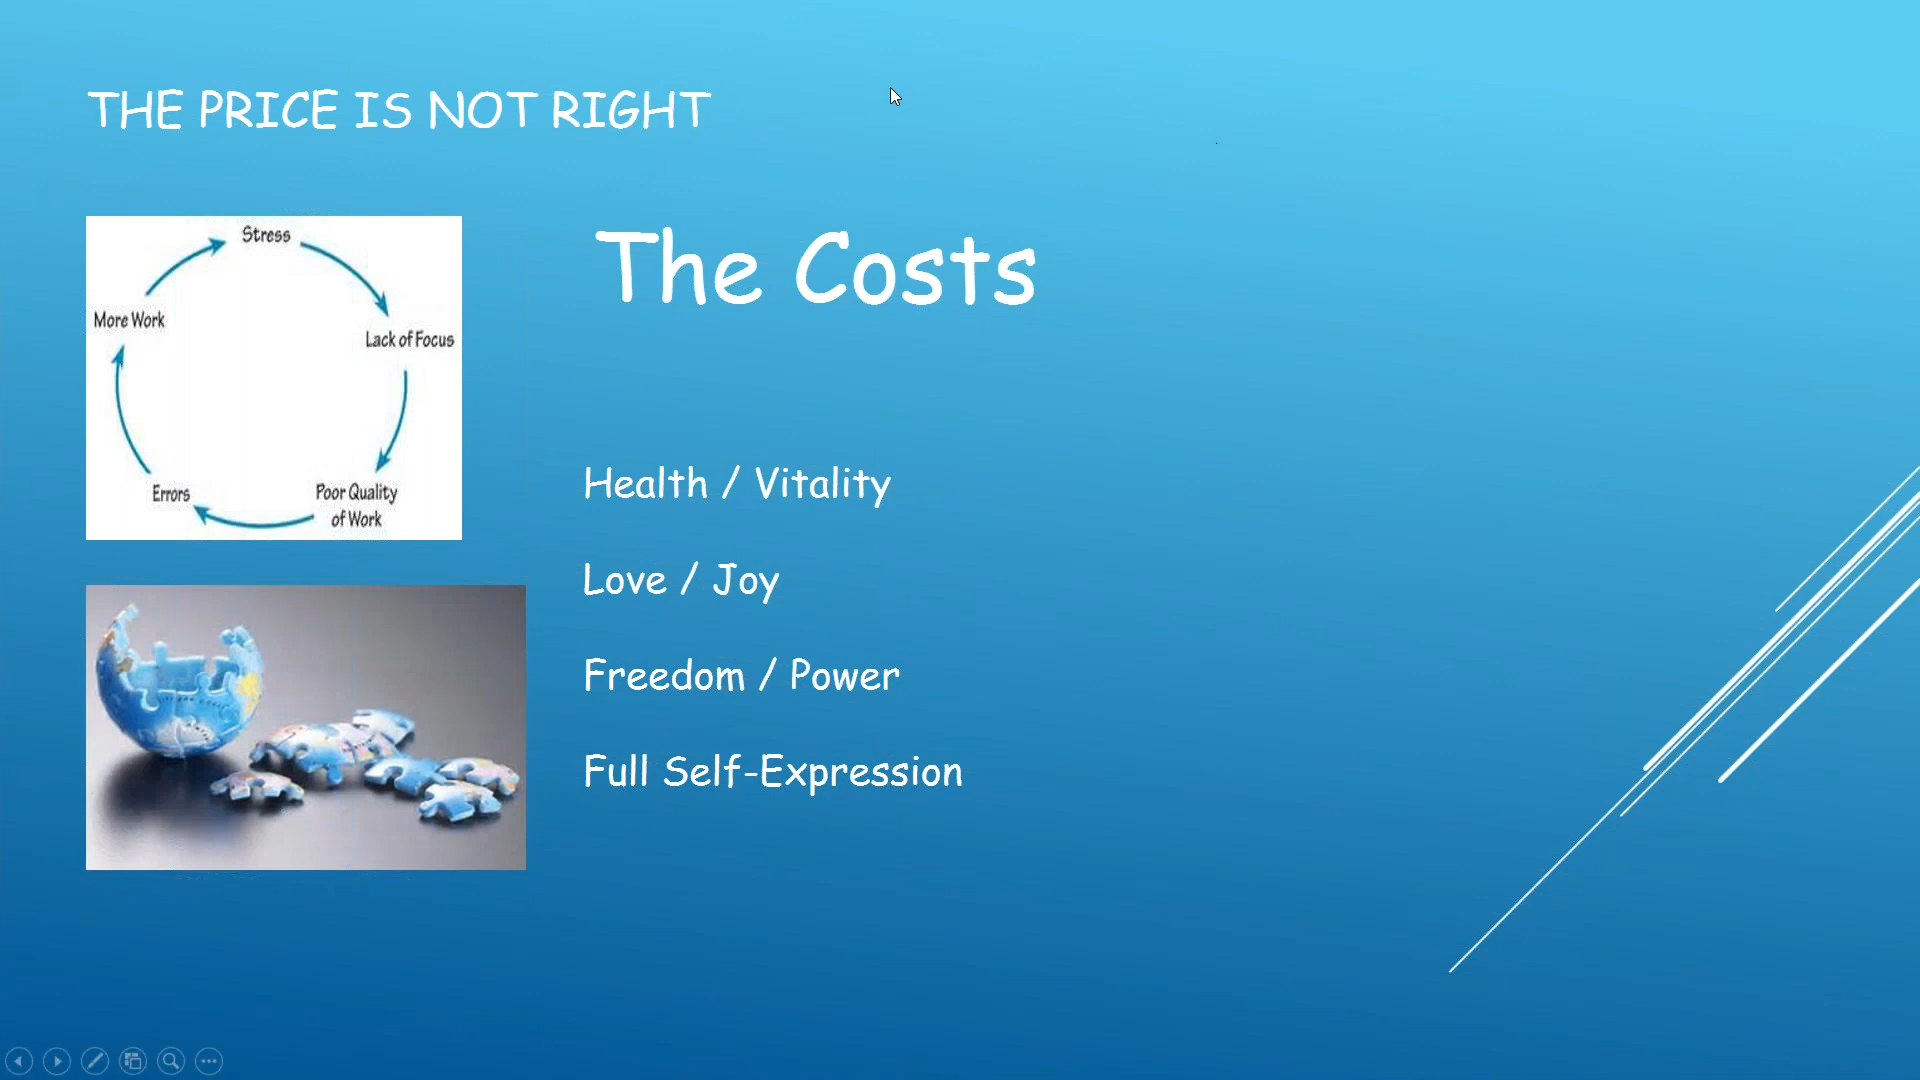 THE PRICE IS NOT RIGHT
Stress
Lack of Focus
Poor Quality
of Work
Errors
More Work
The Costs
Health / Vitality
Love / Joy
Freedom / Power
Full Self-Expression